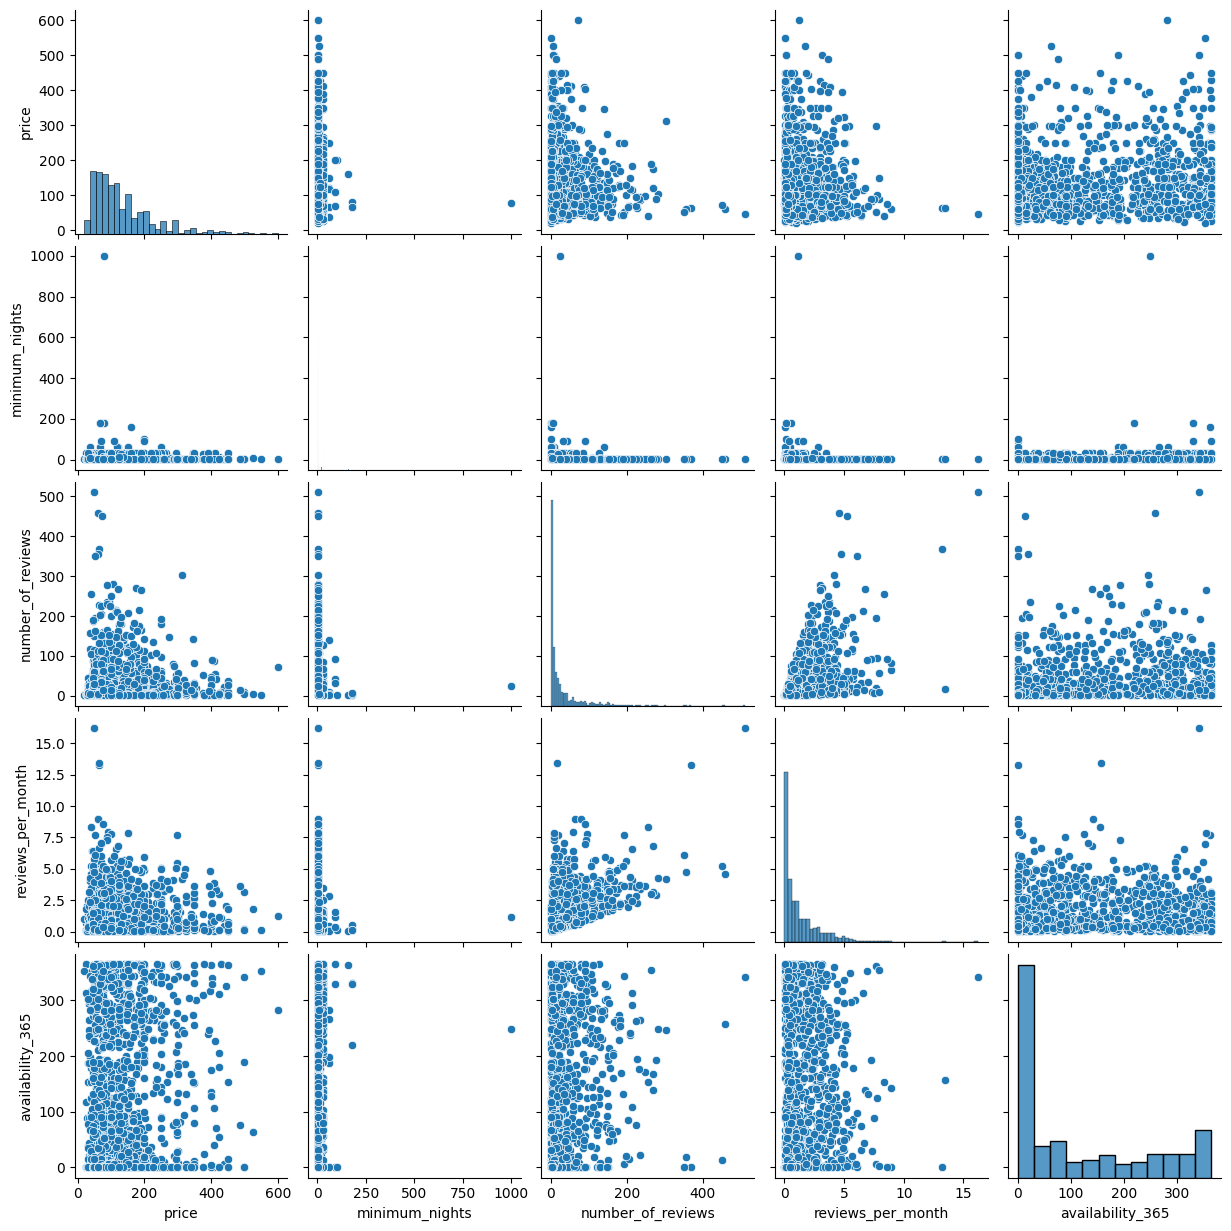 600
500
400
300
200
100
0
price
1000
800
600
400
200
0
minimum_nights
500
400
300
200
100
0
number_of_reviews
15.0
12.5
10.0
7.5
5.0
2.5
0.0
reviews_per_month
300
200
100
0
availability_365
0 200 400 600
0 250 500 750 1000
0 200 400
0 5 10 15
0 100 200 300
price minimum_nights number_of_reviews reviews_per_month availability_365